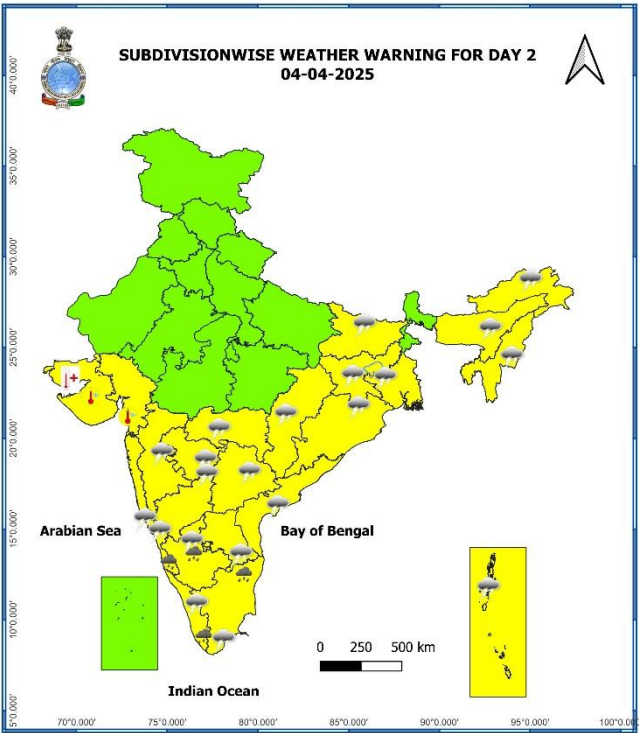 SUBDIVISIONWISE WEATHER WARNING FOR DAY 2
04-04-2025
40°0.000'
35°0.000'
30°0.000'
25°0.000'
20°0.000'
15°0.000'
10°0.000'
5°0.000'
Arabian Sea
Bay of Bengal
0 250 500 km
Indian Ocean
70°0.000' 75°0.000' 80°0.000' 85°0.000' 90°0.000' 95°0.000' 100°0.000'